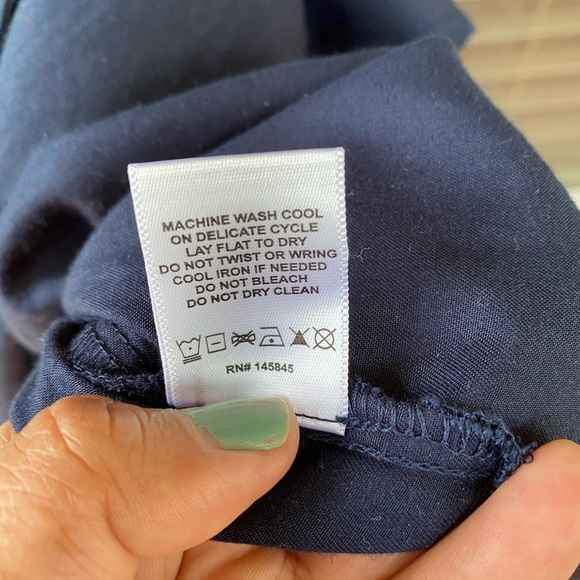 MACHINE WASH COOL
ON DELICATE CYCLE
LAY FLAT TO DRY
DO NOT TWIST OR WRING
COOL IRON IF NEEDED
DO NOT BLEACH
DO NOT DRY CLEAN
RN# 145845